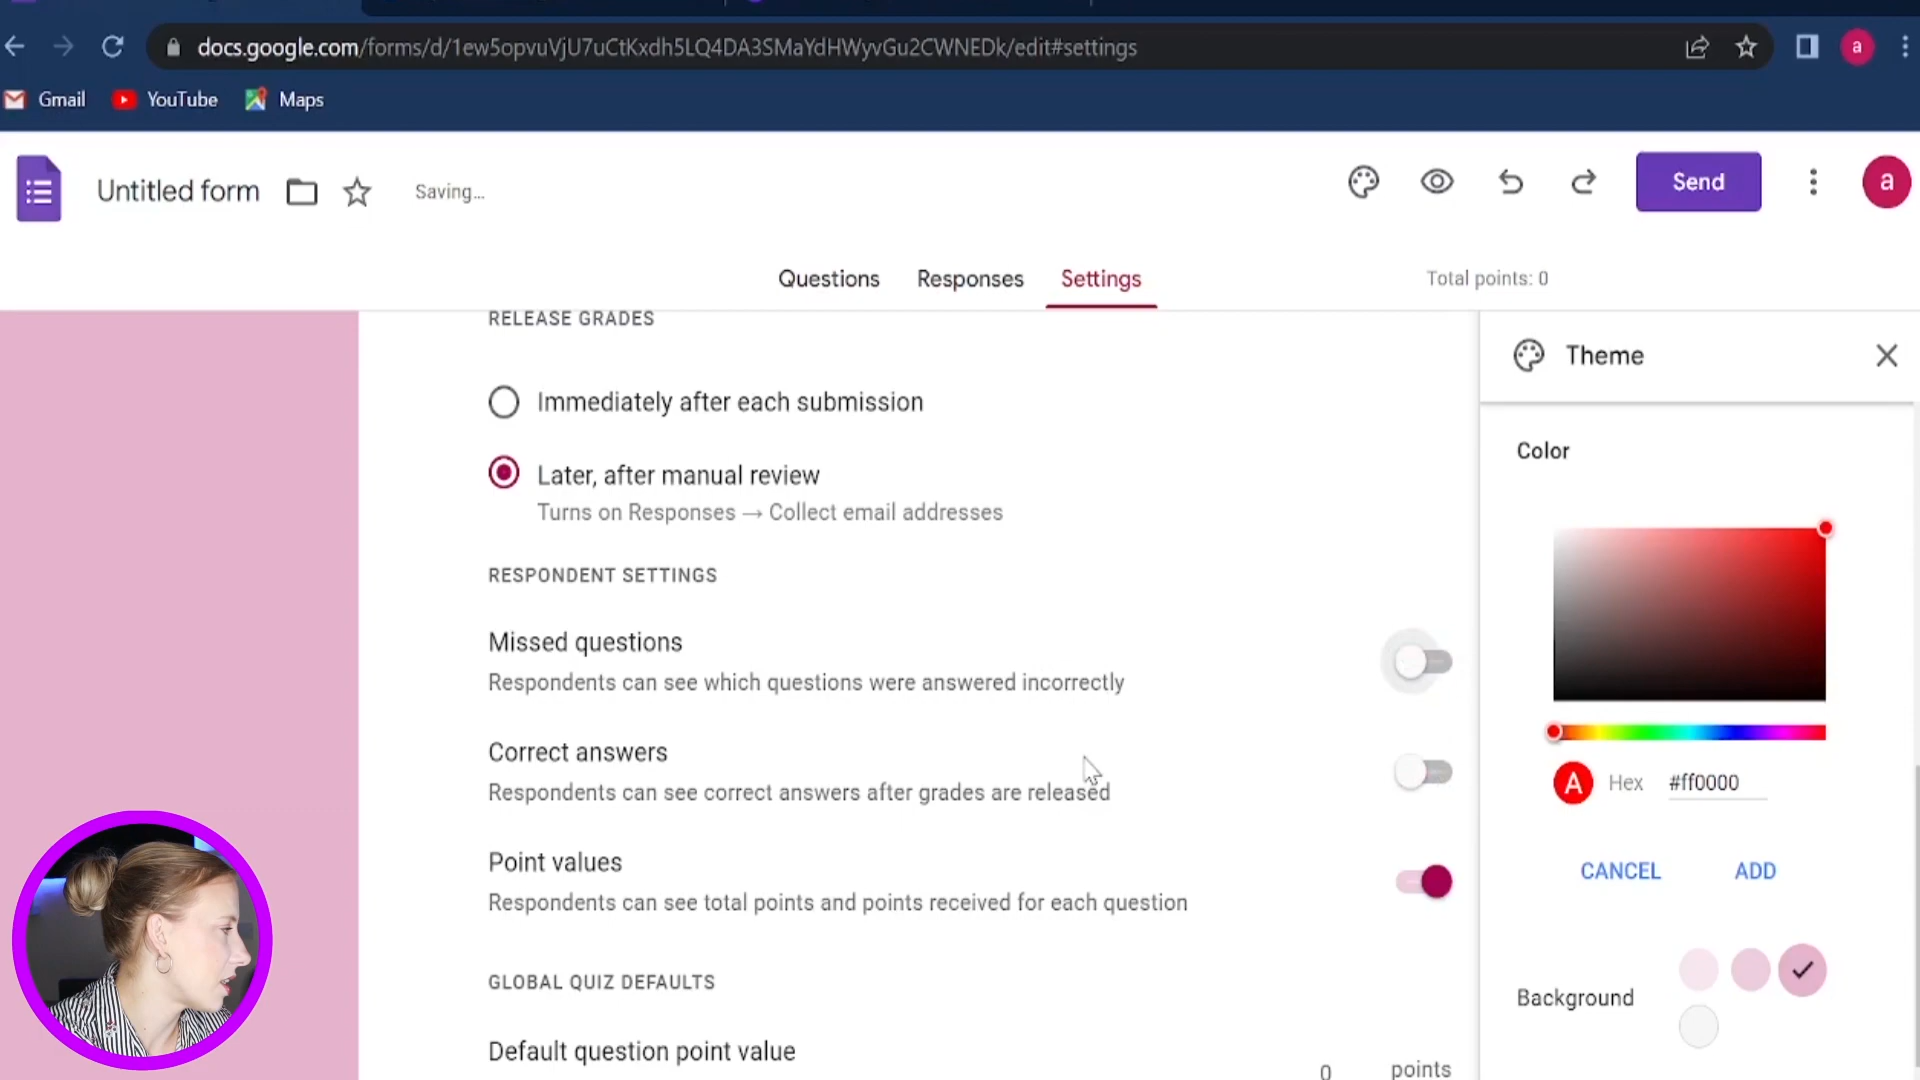 docs.google.com/forms/d/1ew5opvuVjU7uCtKxdh5LQ4DA3SMaYdHWyvGu2CWNEDk/edit#settings
a
Gmail
YouTube
Maps
Untitled form
Saving...
Send
a
Questions
Responses
Settings
Total points: 0
RELEASE GRADES
Immediately after each submission
Later, after manual review
Turns on Responses → Collect email addresses
RESPONDENT SETTINGS
Missed questions
Respondents can see which questions were answered incorrectly
Correct answers
Respondents can see correct answers after grades are released
Point values
Respondents can see total points and points received for each question
GLOBAL QUIZ DEFAULTS
Default question point value
0 points
Theme
Color
A Hex #ff0000
CANCEL
ADD
Background